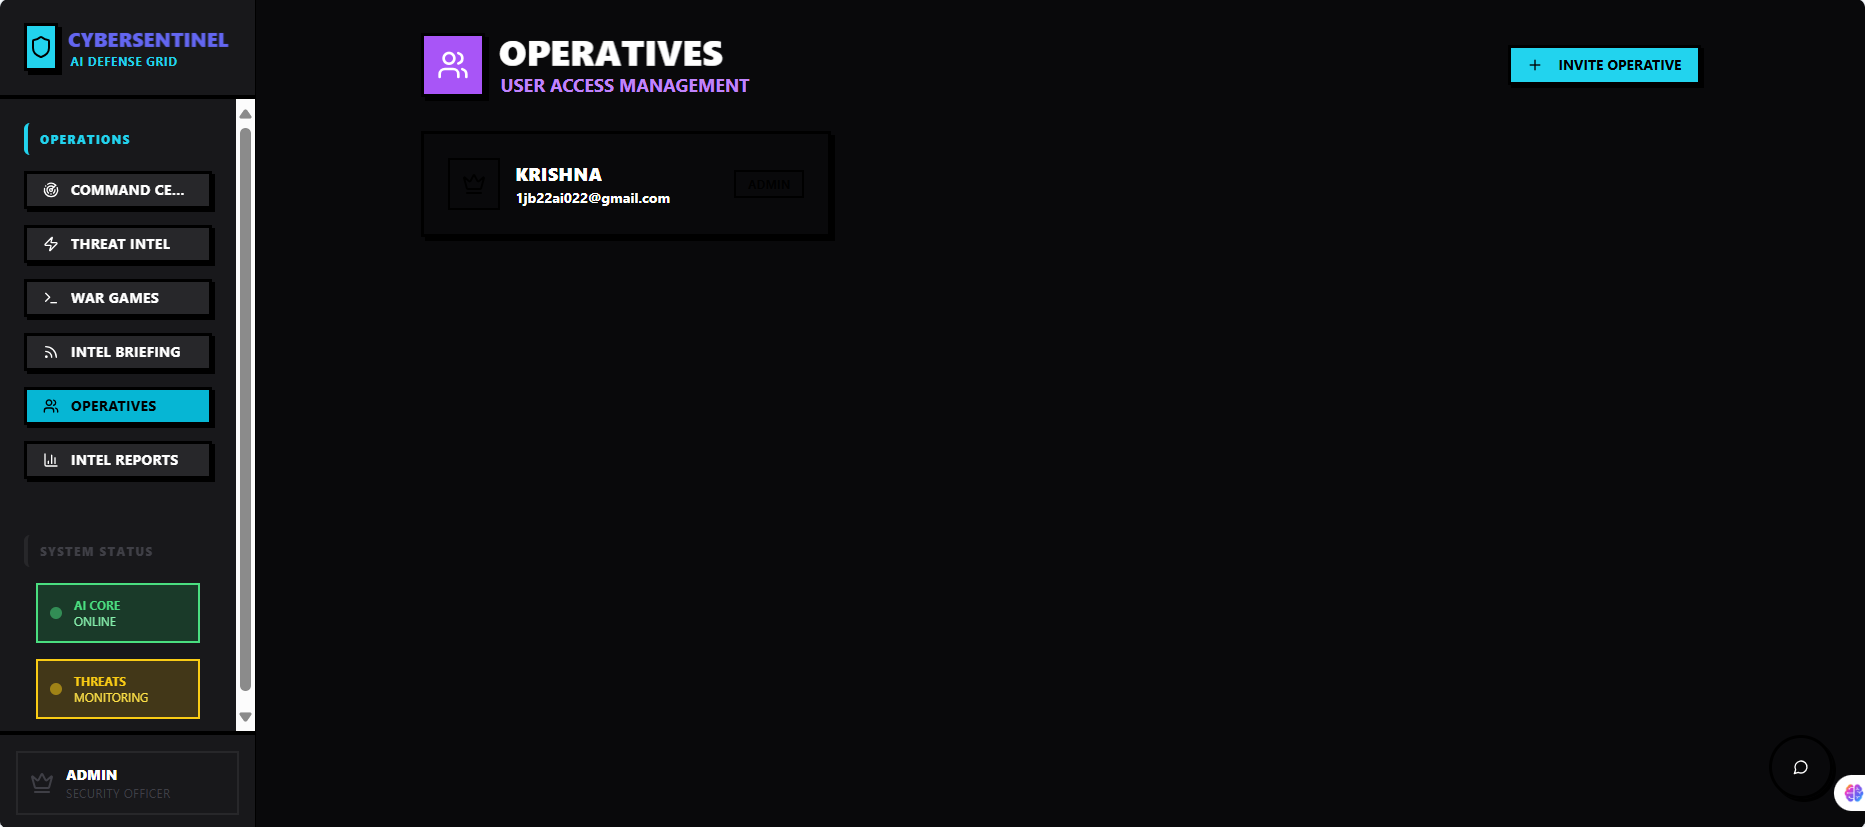 CYBERSENTINEL
AI DEFENSE GRID
OPERATIONS
COMMAND CE...
THREAT INTEL
WAR GAMES
INTEL BRIEFING
OPERATIVES
INTEL REPORTS
SYSTEM STATUS
AI CORE
ONLINE
THREATS
MONITORING
ADMIN
SECURITY OFFICER
OPERATIVES
USER ACCESS MANAGEMENT
+ INVITE OPERATIVE
KRISHNA
1jb22ai022@gmail.com
ADMIN